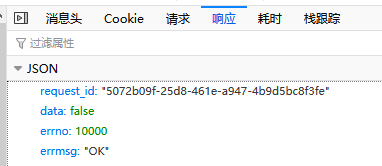 消息头 Cookie 请求 响应 耗时 栈跟踪
过滤属性
JSON
request_id: "5072b09f-25d8-461e-a947-4b9d5bc8f3fe"
data: false
errno: 10000
errmsg: "OK"